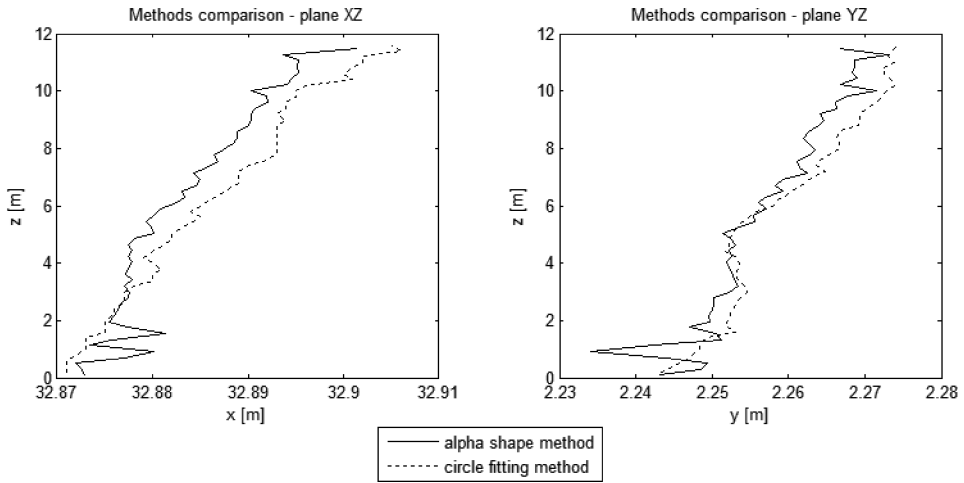 Methods comparison - plane XZ
12
10
8
6
4
2
0
z [m]
32.87 32.88 32.89 32.9 32.91
x [m]
Methods comparison - plane YZ
12
10
8
6
4
2
0
z [m]
2.23 2.24 2.25 2.26 2.27 2.28
y [m]
alpha shape method
circle fitting method